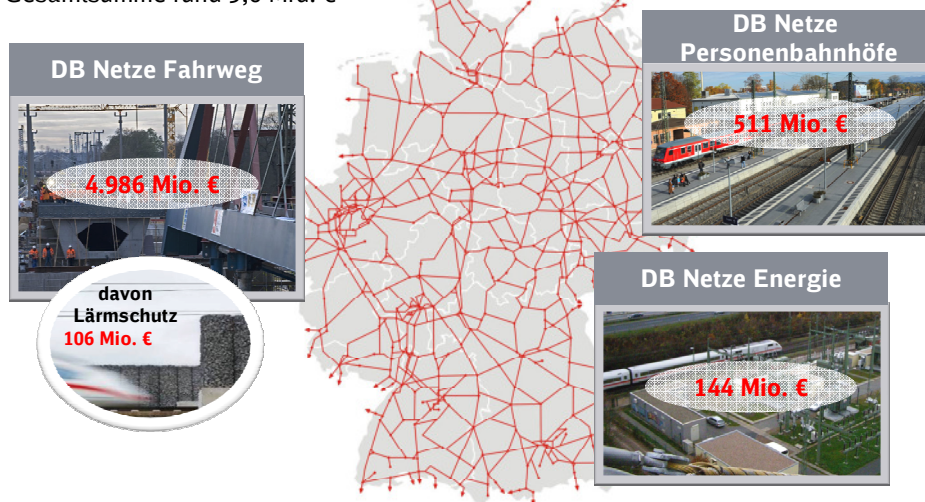 DB Netze Fahrweg
4.986 Mio. €
davon
Lärmschutz
106 Mio. €
DB Netze
Personenbahnhöfe
511 Mio. €
DB Netze Energie
144 Mio. €